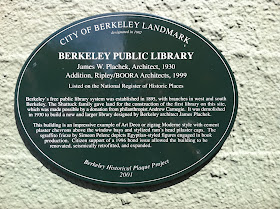 CITY OF BERKELEY LANDMARK
designated in 1982
BERKELEY PUBLIC LIBRARY
James W. Plachek, Architect, 1930
Addition, Ripley/BOORA Architects, 1999
Listed on the National Register of Historic Places
Berkeley's free public library system was established in 1893, with branches in west and south
Berkeley. The Shattuck family gave land for the construction of the first library on this site,
which was made possible by a donation from philanthropist Andrew Carnegie. It was demolished
in 1930 to build a new and larger library designed by Berkeley architect James Plachek.
This building is an impressive example of Art Deco or zigzag Moderne style with cement
plaster chevrons above the window bays and stylized ram's head pilaster caps. The
sgraffito frieze by Simeon Pelenc depicts Egyptian-style figures engaged in book
production. Citizen support of a 1996 bond issue allowed the building to be
renovated, seismically retrofitted, and expanded.
Berkeley Historical Plaque Project
2001